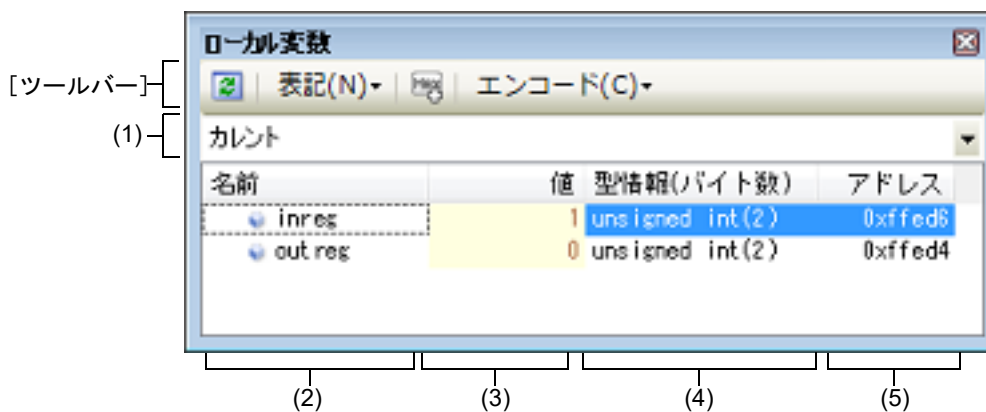 ローカル変数
[ツールバー]
表記(N)
Hex
エンコード(C)
(1)
カレント
名前 値 型情報(バイト数) アドレス
inreg 1 unsigned int(2) 0xffed6
outreg 0 unsigned int(2) 0xffed4
(2) (3) (4) (5)